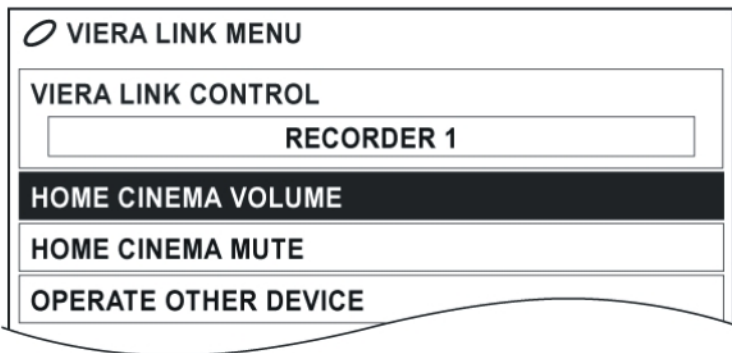 VIERA LINK MENU
VIERA LINK CONTROL
RECORDER 1
HOME CINEMA VOLUME
HOME CINEMA MUTE
OPERATE OTHER DEVICE